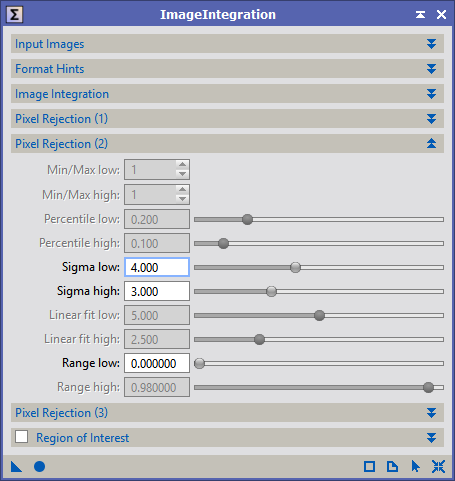 Σ ImageIntegration
Input Images
Format Hints
Image Integration
Pixel Rejection (1)
Pixel Rejection (2)
Min/Max low: 1
Min/Max high: 1
Percentile low: 0.200
Percentile high: 0.100
Sigma low: 4.000
Sigma high: 3.000
Linear fit low: 5.000
Linear fit high: 2.500
Range low: 0.000000
Range high: 0.980000
Pixel Rejection (3)
Region of Interest